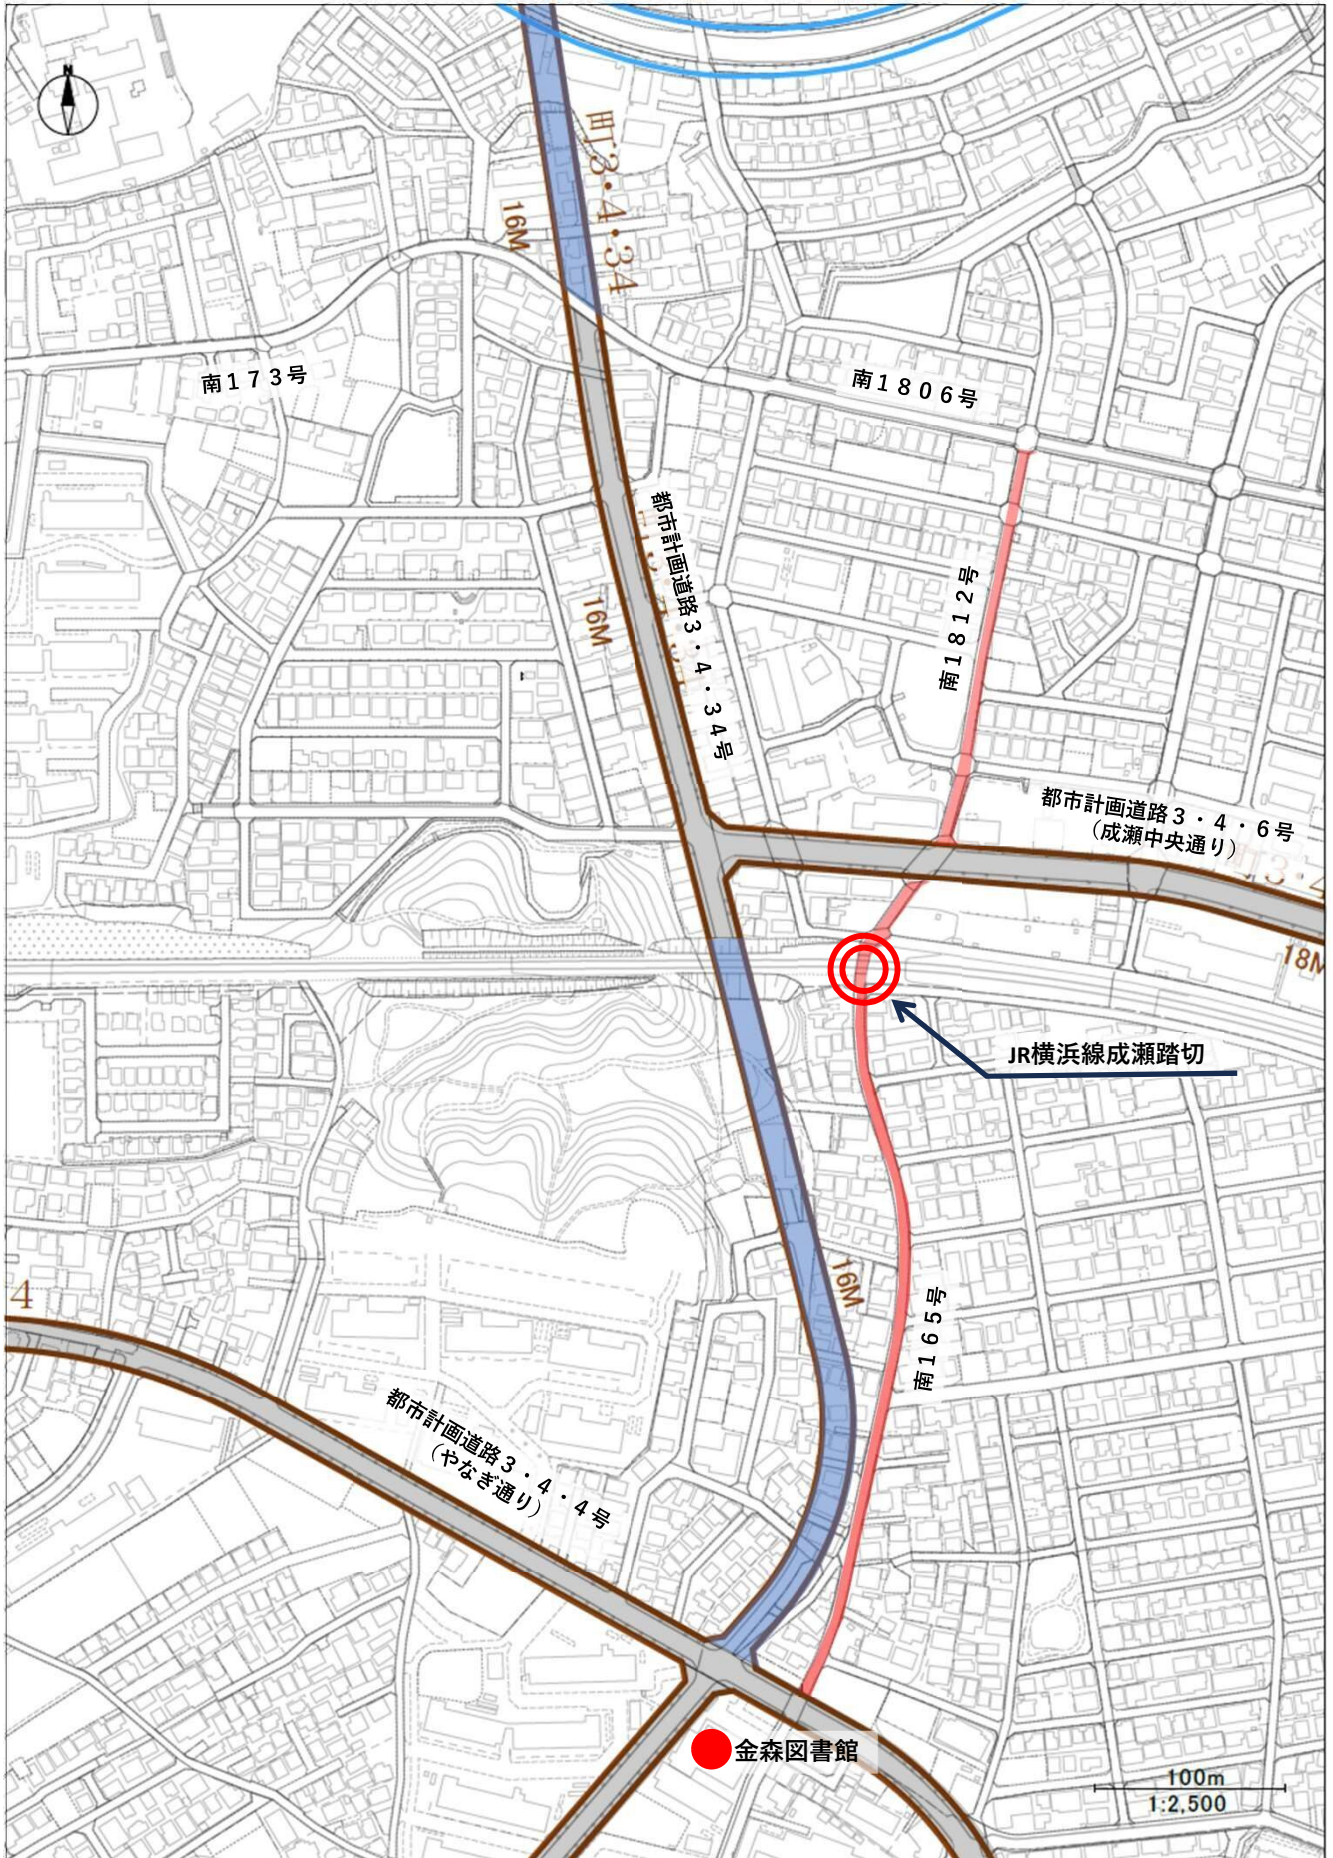 N
町3・4・34
16M
南１７３号
南１８０６号
都市計画道路３・４・３４号
16M
南１８１２号
都市計画道路３・４・６号
（成瀬中央通り）
町3・4
18M
JR横浜線成瀬踏切
16M
南１６５号
4
都市計画道路３・４・４号
（やなぎ通り）
金森図書館
100m
1:2,500